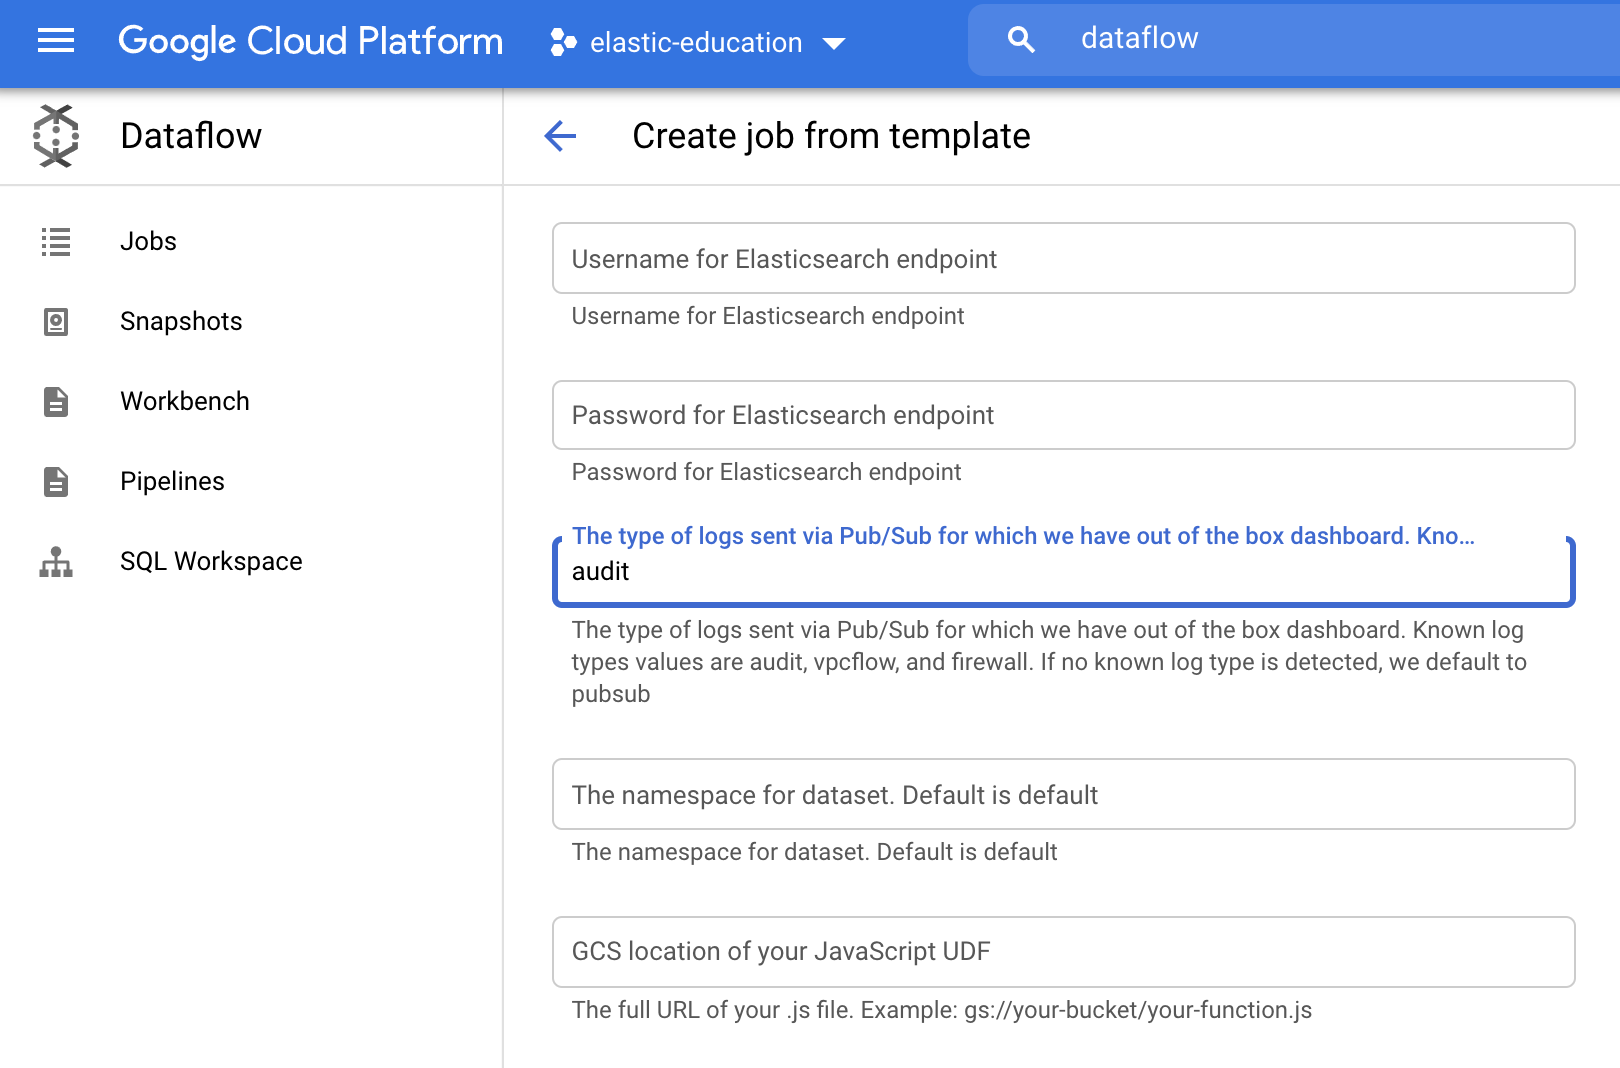 Google Cloud Platform
elastic-education
dataflow
Dataflow
Create job from template
Jobs
Snapshots
Workbench
Pipelines
SQL Workspace
Username for Elasticsearch endpoint
Username for Elasticsearch endpoint
Password for Elasticsearch endpoint
Password for Elasticsearch endpoint
The type of logs sent via Pub/Sub for which we have out of the box dashboard. Kno...
audit
The type of logs sent via Pub/Sub for which we have out of the box dashboard. Known log
types values are audit, vpcflow, and firewall. If no known log type is detected, we default to
pubsub
The namespace for dataset. Default is default
The namespace for dataset. Default is default
GCS location of your JavaScript UDF
The full URL of your .js file. Example: gs://your-bucket/your-function.js